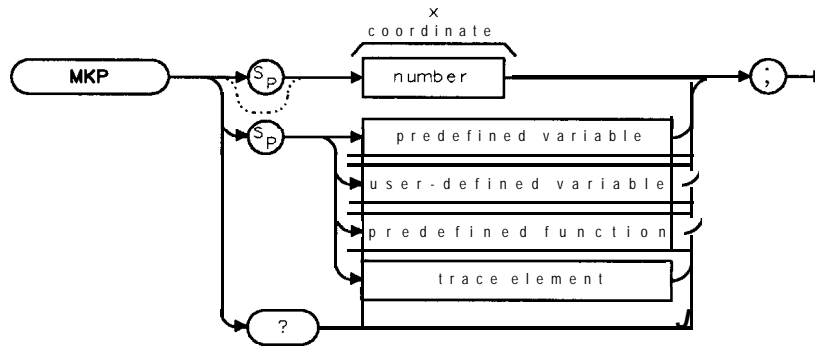 x
coordinate
MKP
SP
number
;
SP
predefined variable
user-defined variable
predefined function
trace element
?